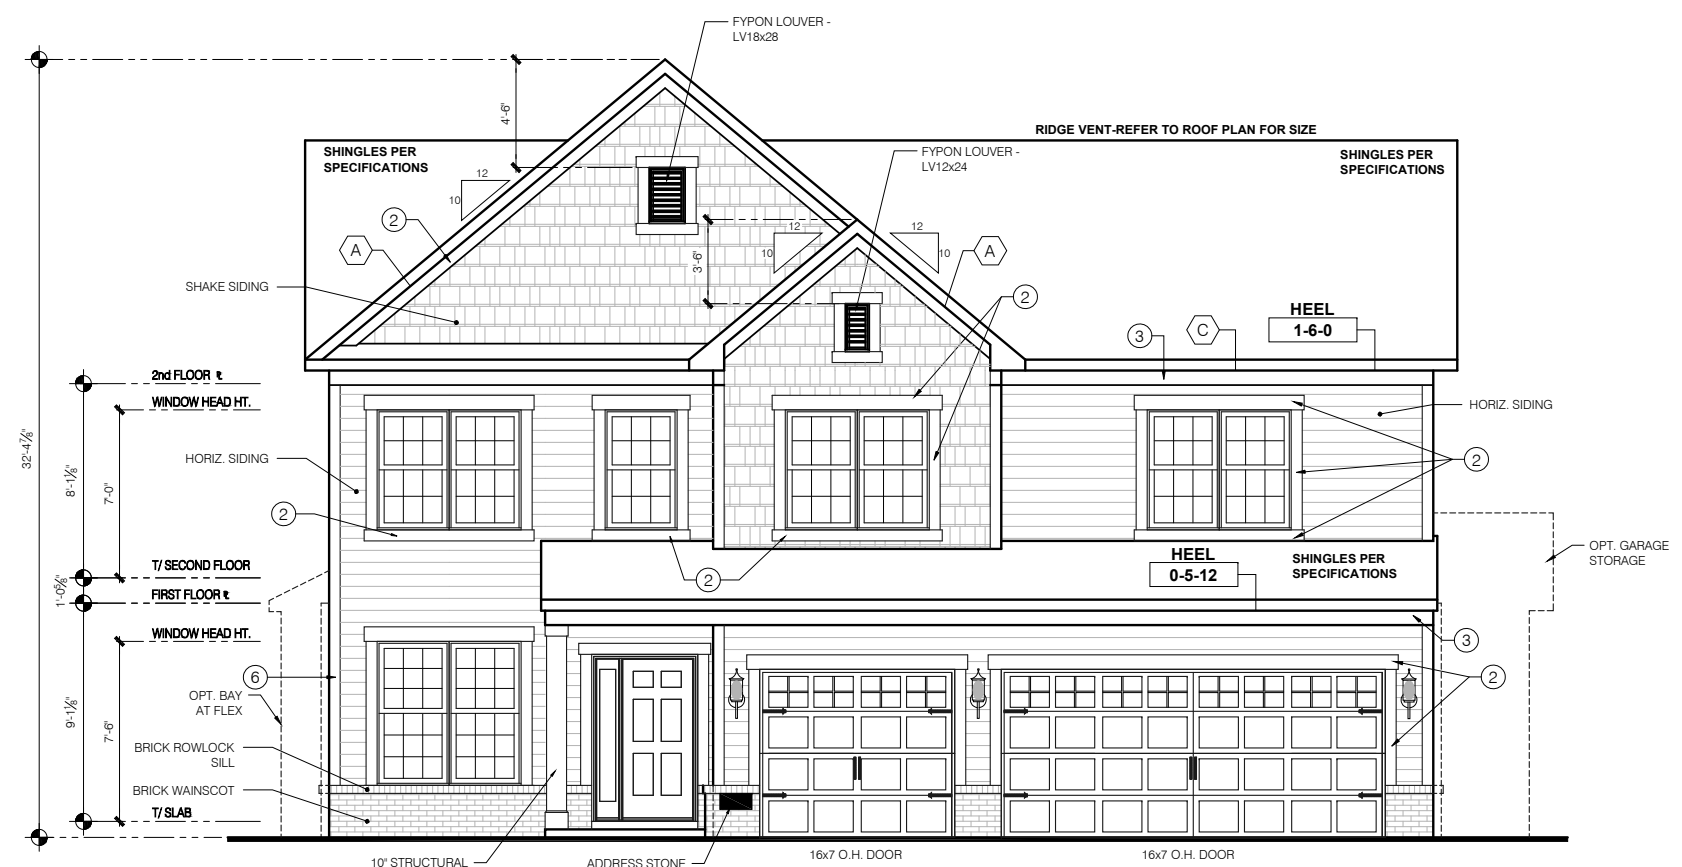 FYPON LOUVER -
LV18x28
4'-6"
RIDGE VENT-REFER TO ROOF PLAN FOR SIZE
SHINGLES PER
SPECIFICATIONS
FYPON LOUVER -
LV12x24
SHINGLES PER
SPECIFICATIONS
12
10
2
A
12
10
12
10
3'-6"
A
SHAKE SIDING
2
HEEL
1-6-0
C
3
2nd FLOOR ℄
WINDOW HEAD HT.
HORIZ. SIDING
32'-4⅞"
8'-1⅛"
7'-0"
HORIZ. SIDING
2
2
OPT. GARAGE
STORAGE
HEEL
0-5-12
SHINGLES PER
SPECIFICATIONS
T/ SECOND FLOOR
2
1'-0⅝"
FIRST FLOOR ℄
WINDOW HEAD HT.
3
6
2
OPT. BAY
AT FLEX
9'-1⅛"
7'-6"
BRICK ROWLOCK
SILL
BRICK WAINSCOT
T/ SLAB
10" STRUCTURAL
ADDRESS STONE
16x7 O.H. DOOR
16x7 O.H. DOOR